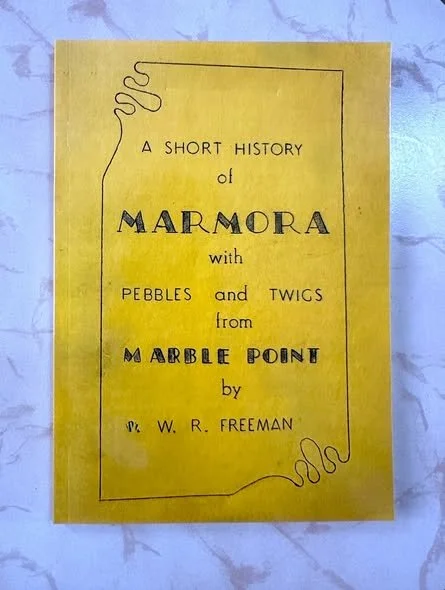 A SHORT HISTORY
of
MARMORA
with
PEBBLES and TWIGS
from
MARBLE POINT
by
W. R. FREEMAN